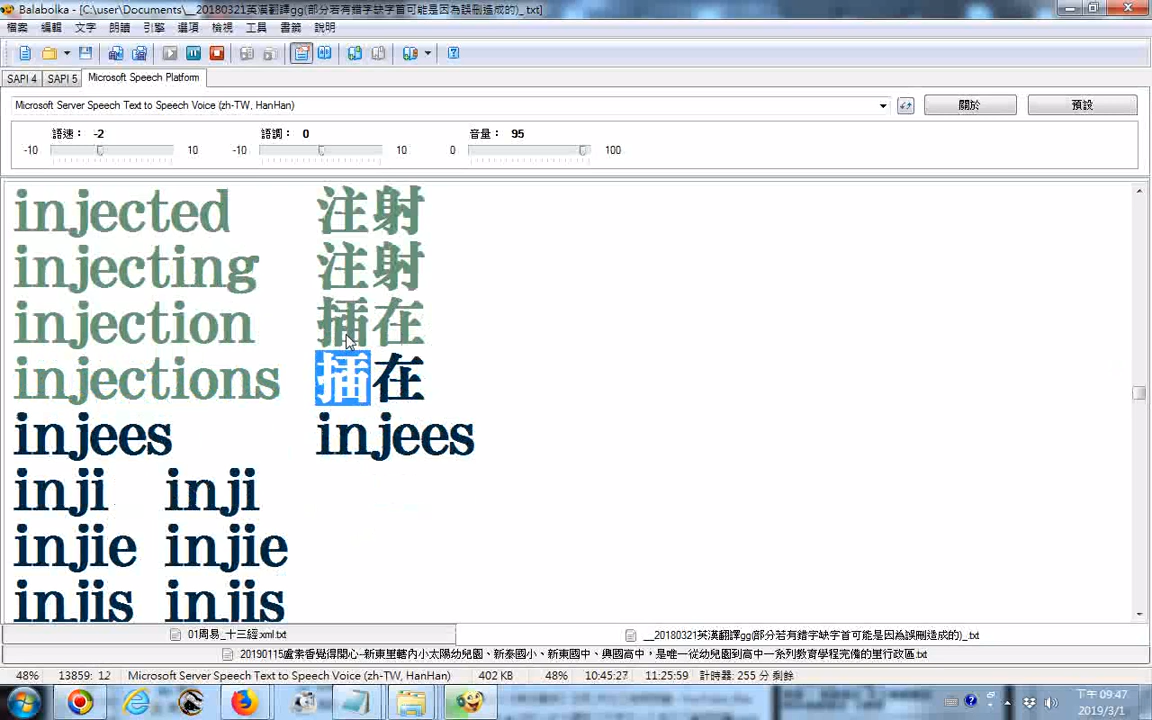 Balabolka - [C:\user\Documents\__20180321英漢翻譯gg(部分若有錯字缺字首可能是因為誤刪造成的)_.txt]
檔案 編輯 文字 朗讀 引擎 選項 檢視 工具 書籤 說明
SAPI 4 SAPI 5 Microsoft Speech Platform
Microsoft Server Speech Text to Speech Voice (zh-TW, HanHan) 關於 預設
語速： -2 語調： 0 音量： 95
-10 10 -10 10 0 100
injected 注射
injecting 注射
injection 插在
injections 插在
injees injees
inji inji
injie injie
injis injis
01周易_十三經.xml.txt __20180321英漢翻譯gg(部分若有錯字缺字首可能是因為誤刪造成的)_.txt
20190115盧素香覺得開心-新東里轄內小太陽幼兒園、新泰國小、新東國中、興國高中，是唯一從幼兒園到高中一系列教育學程完備的里行政區.txt
48% 13859: 12 Microsoft Server Speech Text to Speech Voice (zh-TW, HanHan) 402 KB 48% 10:45:27 11:25:59 計時器: 255 分 剩餘
下午 09:47
2019/3/1